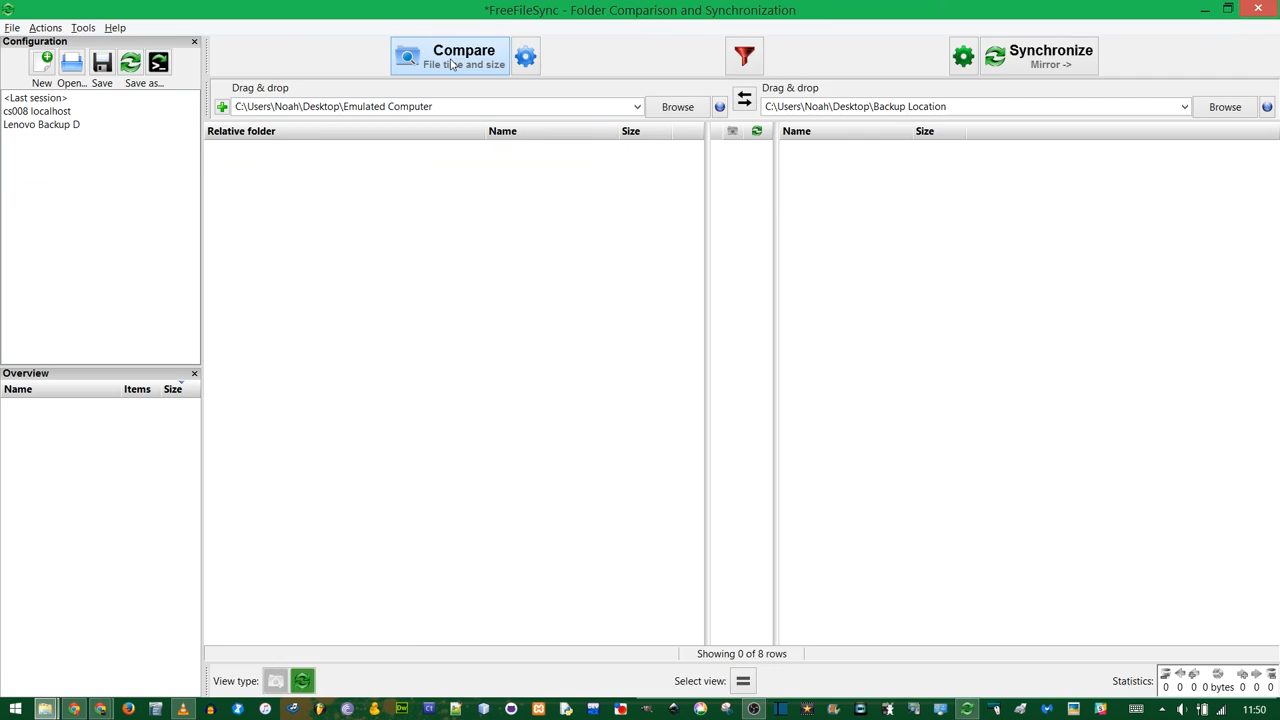 *FreeFileSync - Folder Comparison and Synchronization
File Actions Tools Help
Configuration
New Open... Save Save as...
<Last session>
cs008 localhost
Lenovo Backup D
Compare
File time and size
Synchronize
Mirror ->
Drag & drop
C:\Users\Noah\Desktop\Emulated Computer
Browse
Drag & drop
C:\Users\Noah\Desktop\Backup Location
Browse
Relative folder Name Size
Name Size
Overview
Name Items Size
Showing 0 of 8 rows
View type:
Select view:
Statistics:
0 0 0 0 bytes 0 0 0
11:50